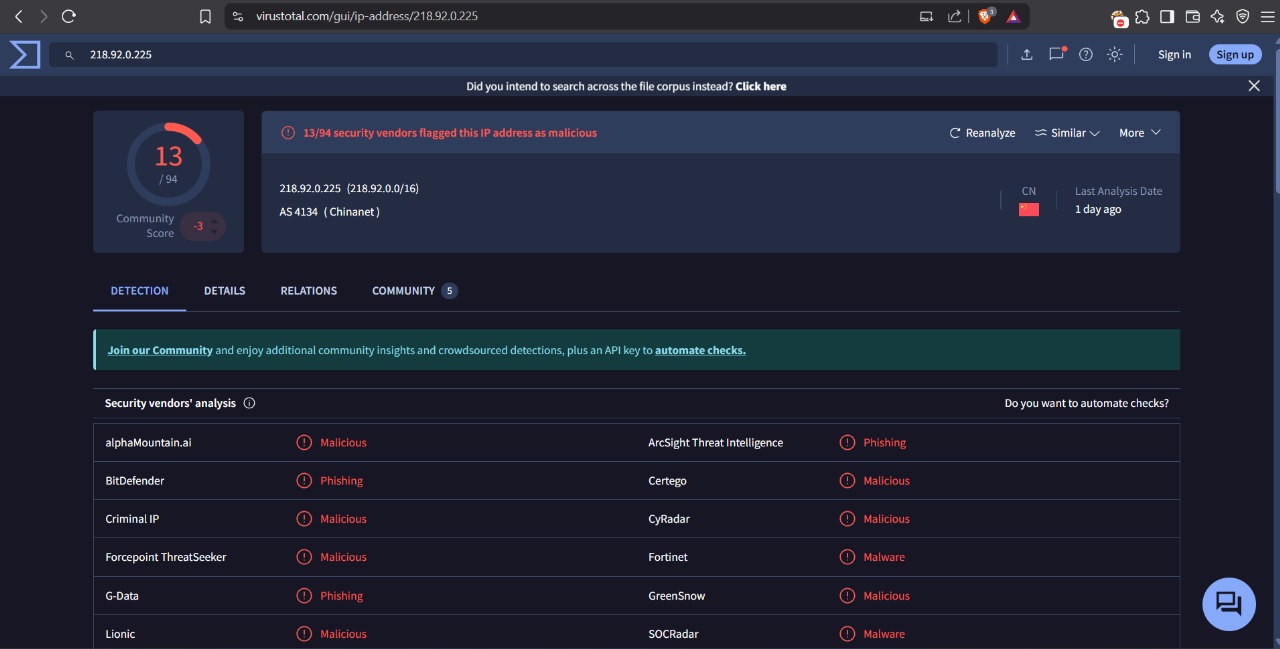 virustotal.com/gui/ip-address/218.92.0.225
3
218.92.0.225
Sign in
Sign up
Did you intend to search across the file corpus instead? Click here
13
/ 94
Community
Score
-3
13/94 security vendors flagged this IP address as malicious
Reanalyze
Similar
More
218.92.0.225 (218.92.0.0/16)
AS 4134 ( Chinanet )
CN
Last Analysis Date
1 day ago
DETECTION
DETAILS
RELATIONS
COMMUNITY 5
Join our Community and enjoy additional community insights and crowdsourced detections, plus an API key to automate checks.
Security vendors' analysis
Do you want to automate checks?
alphaMountain.ai Malicious ArcSight Threat Intelligence Phishing
BitDefender Phishing Certego Malicious
Criminal IP Malicious CyRadar Malicious
Forcepoint ThreatSeeker Malicious Fortinet Malware
G-Data Phishing GreenSnow Malicious
Lionic Malicious SOCRadar Malware